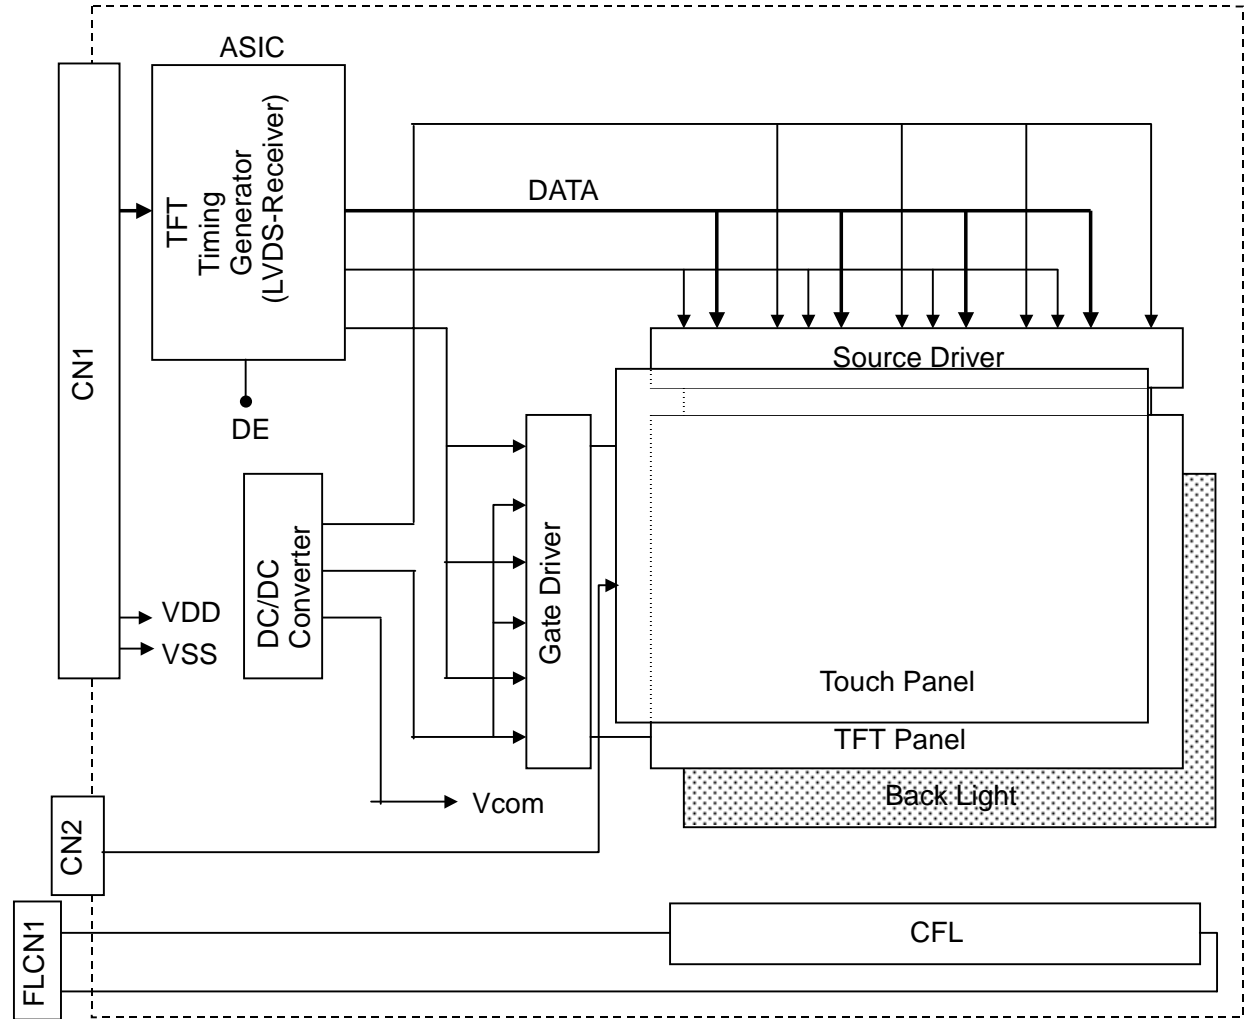 ASIC
CN1
TFT
Timing
Generator
(LVDS-Receiver)
DATA
DE
Source Driver
DC/DC
Converter
Gate Driver
VDD
VSS
Touch Panel
TFT Panel
Back Light
Vcom
CN2
FLCN1
CFL